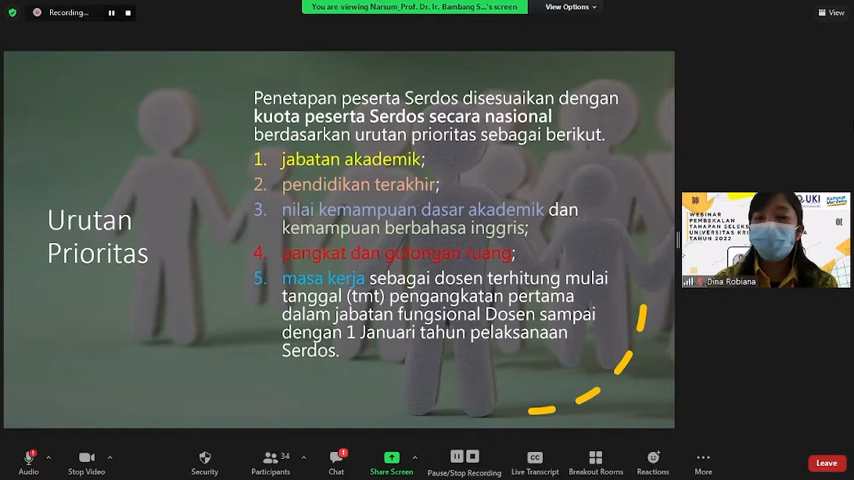 Recording...
You are viewing Narsum_Prof. Dr. Ir. Bambang S...'s screen
View Options
View
Urutan
Prioritas
Penetapan peserta Serdos disesuaikan dengan
kuota peserta Serdos secara nasional
berdasarkan urutan prioritas sebagai berikut.
1. jabatan akademik;
2. pendidikan terakhir;
3. nilai kemampuan dasar akademik dan
kemampuan berbahasa inggris;
4. pangkat dan golongan ruang;
5. masa kerja sebagai dosen terhitung mulai
tanggal (tmt) pengangkatan pertama
dalam jabatan fungsional Dosen sampai
dengan 1 Januari tahun pelaksanaan
Serdos.
UKI
WEBINAR
PEMBEKALAN
TAHAPAN SELEKS
UNIVERSITAS KRI
TAHUN 2022
Dina Robiana
Audio
Stop Video
Security
34
Participants
1
Chat
Share Screen
Pause/Stop Recording
CC
Live Transcript
Breakout Rooms
Reactions
More
Leave